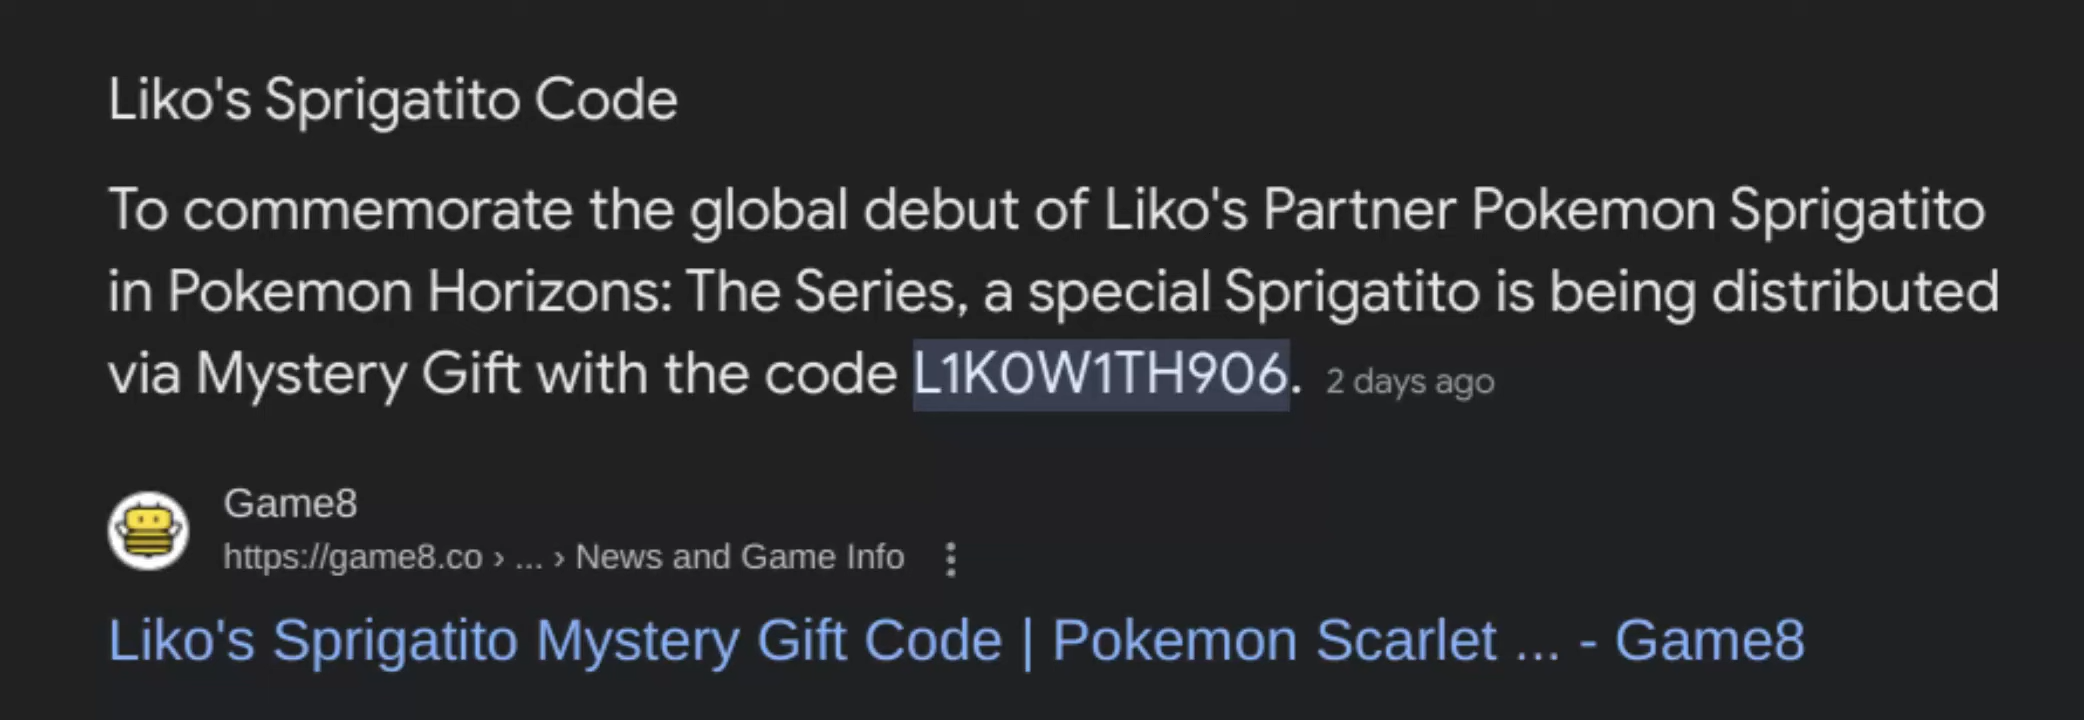 Liko's Sprigatito Code
To commemorate the global debut of Liko's Partner Pokemon Sprigatito
in Pokemon Horizons: The Series, a special Sprigatito is being distributed
via Mystery Gift with the code L1K0W1TH906. 2 days ago
Game8
https://game8.co › ... › News and Game Info
Liko's Sprigatito Mystery Gift Code | Pokemon Scarlet ... - Game8